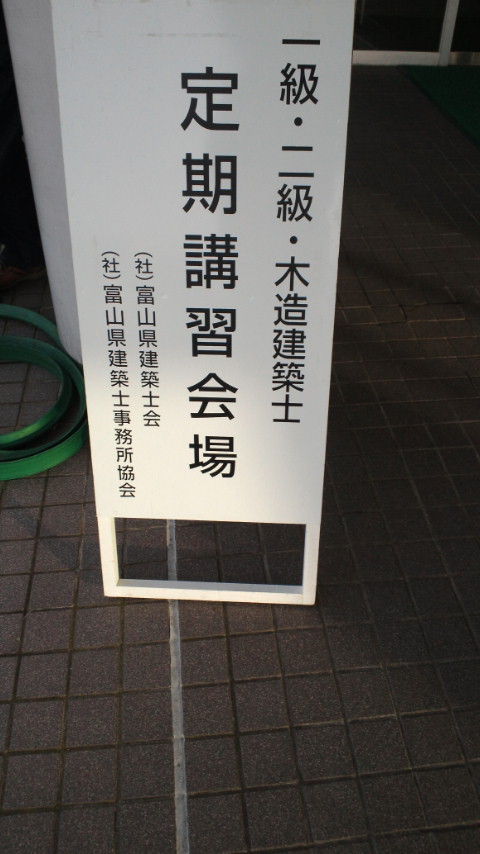 一級・二級・木造建築士
定期講習会場
（社）富山県建築士会
（社）富山県建築士事務所協会